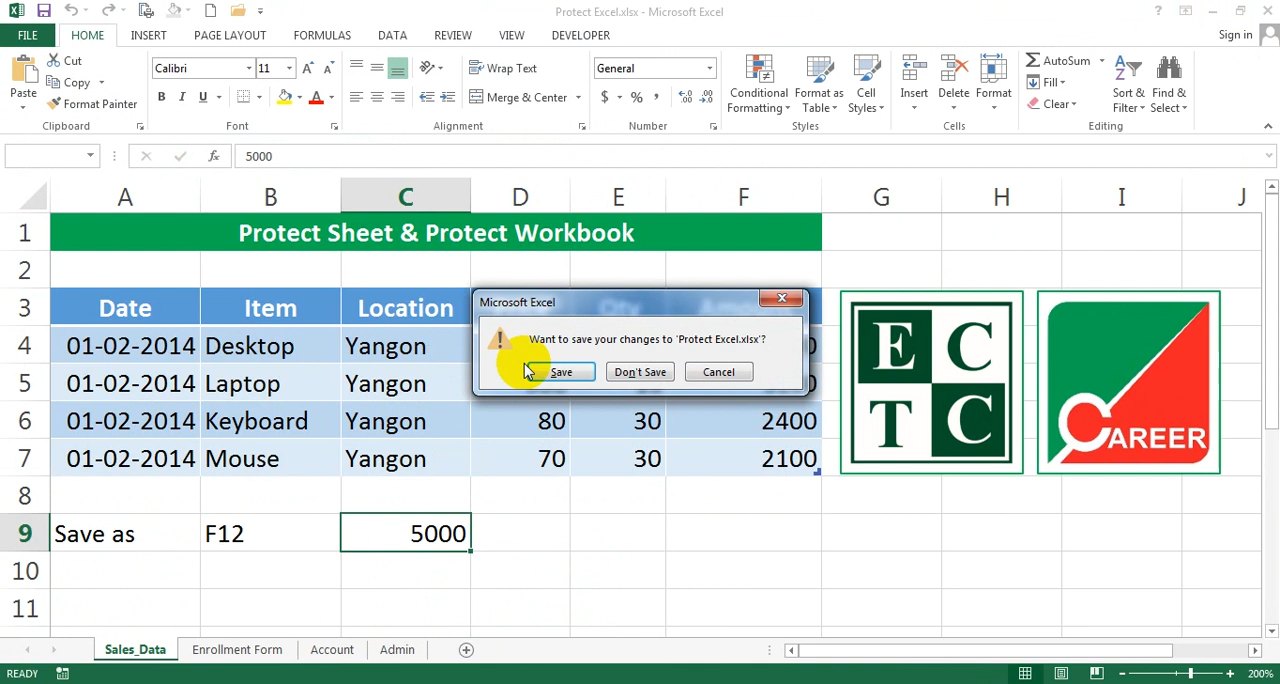 Protect Excel.xlsx - Microsoft Excel
?
FILE HOME INSERT PAGE LAYOUT FORMULAS DATA REVIEW VIEW DEVELOPER Sign in
Paste
Cut
Copy
Format Painter
Clipboard
Calibri 11
B I U
Font
Wrap Text
Merge & Center
Alignment
General
$ % ,
Number
Conditional Formatting
Format as Table
Cell Styles
Styles
Insert Delete Format
Cells
AutoSum
Fill
Clear
Sort & Filter
Find & Select
Editing
fx 5000
A B C D E F G H I J
1 Protect Sheet & Protect Workbook
2
3 Date Item Location
4 01-02-2014 Desktop Yangon
5 01-02-2014 Laptop Yangon
6 01-02-2014 Keyboard Yangon 80 30 2400
7 01-02-2014 Mouse Yangon 70 30 2100
8
9 Save as F12 5000
10
11
Microsoft Excel
Want to save your changes to 'Protect Excel.xlsx'?
Save Don't Save Cancel
E C
T C
CAREER
Sales_Data Enrollment Form Account Admin
READY 200%